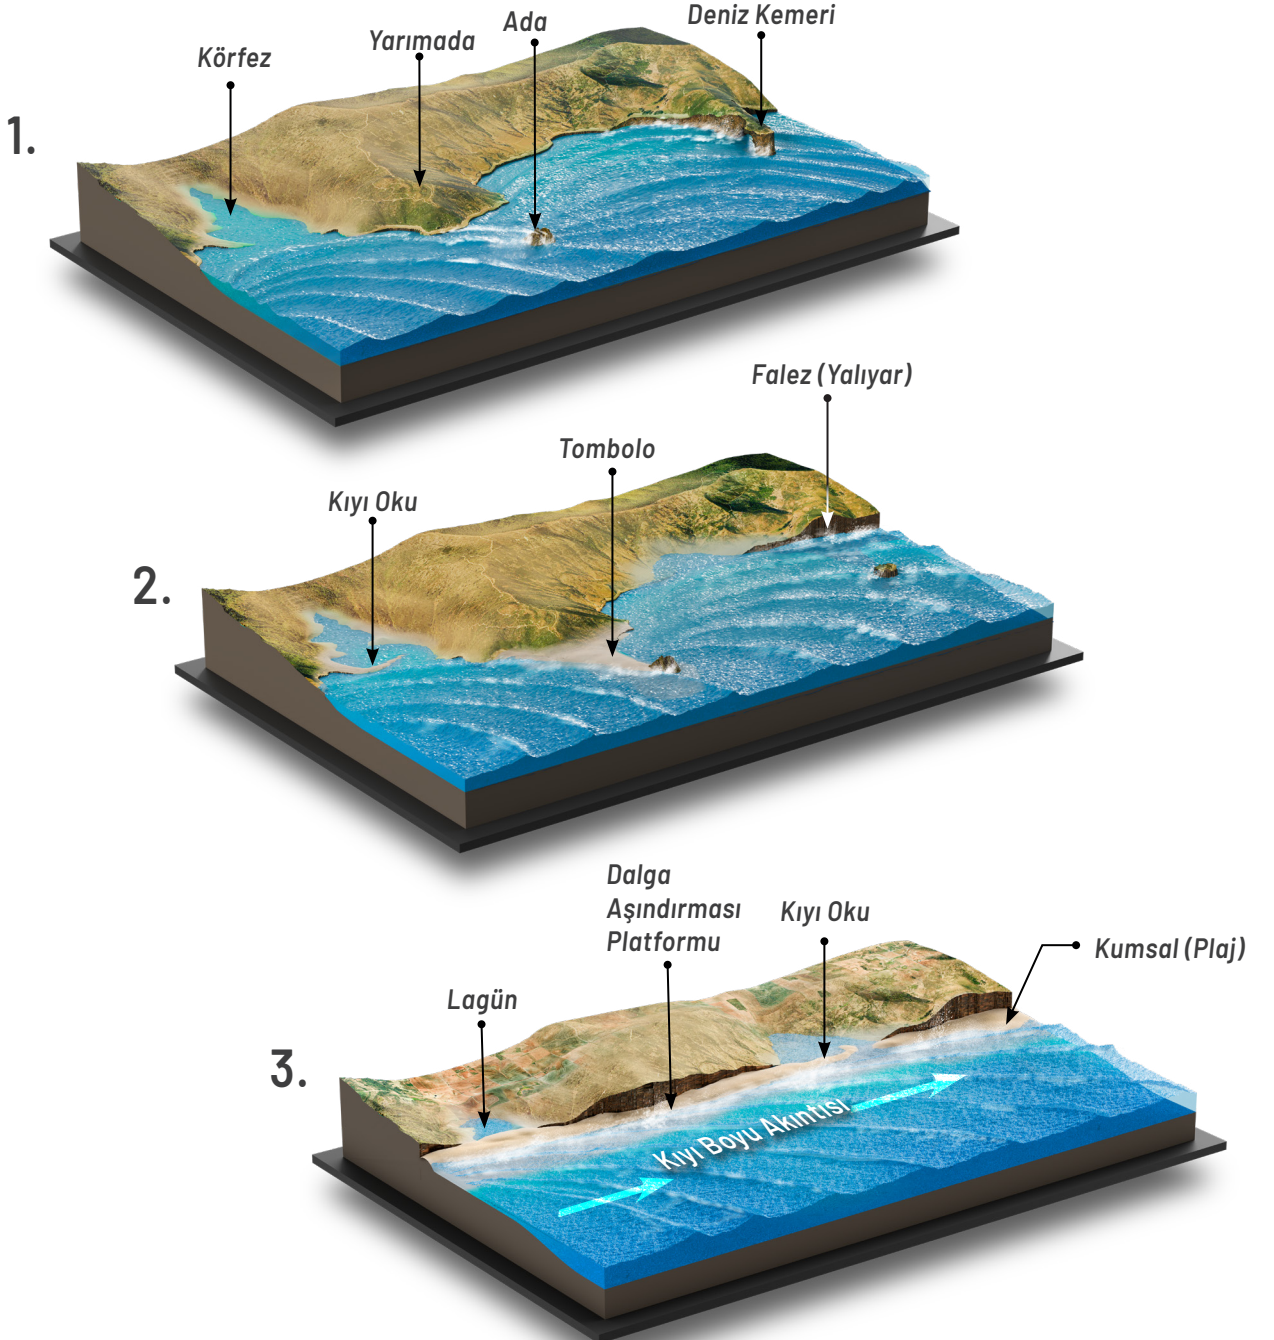 1.
Körfez
Yarımada
Ada
Deniz Kemeri
2.
Kıyı Oku
Tombolo
Falez (Yalıyar)
3.
Lagün
Dalga
Aşındırması
Platformu
Kıyı Oku
Kumsal (Plaj)
Kıyı Boyu Akıntısı